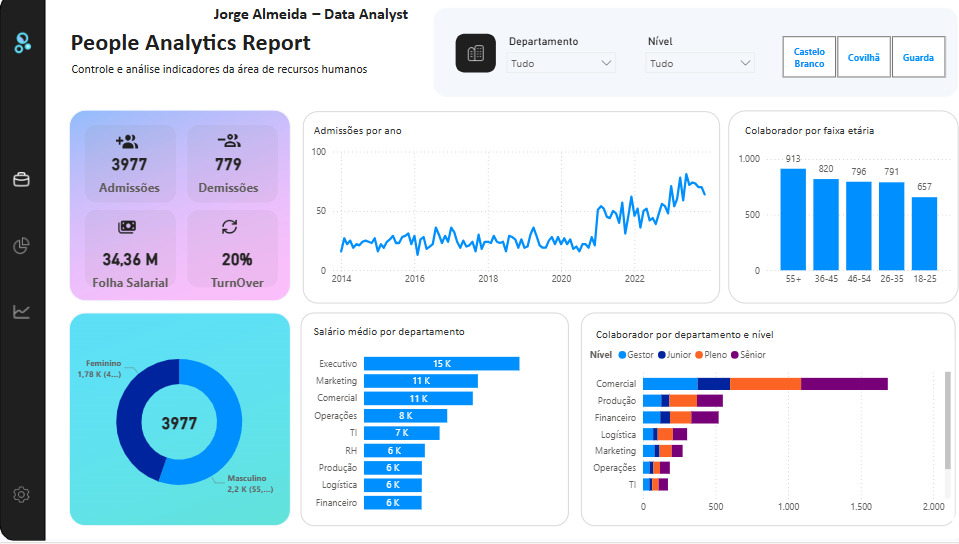 Jorge Almeida – Data Analyst
People Analytics Report
Controle e análise indicadores da área de recursos humanos
Departamento
Tudo
Nível
Tudo
Castelo
Branco
Covilhã
Guarda
3977
Admissões
779
Demissões
34,36 M
Folha Salarial
20%
TurnOver
Admissões por ano
100
50
0
2014
2016
2018
2020
2022
Colaborador por faixa etária
1.000
500
0
913
820
796
791
657
55+
36-45
46-54
26-35
18-25
Feminino
1,78 K (4...)
3977
Masculino
2,2 K (55,...)
Salário médio por departamento
Executivo 15 K
Marketing 11 K
Comercial 11 K
Operações 8 K
TI 7 K
RH 6 K
Produção 6 K
Logística 6 K
Financeiro 6 K
Colaborador por departamento e nível
Nível Gestor Junior Pleno Sênior
Comercial
Produção
Financeiro
Logística
Marketing
Operações
TI
0 500 1.000 1.500 2.000